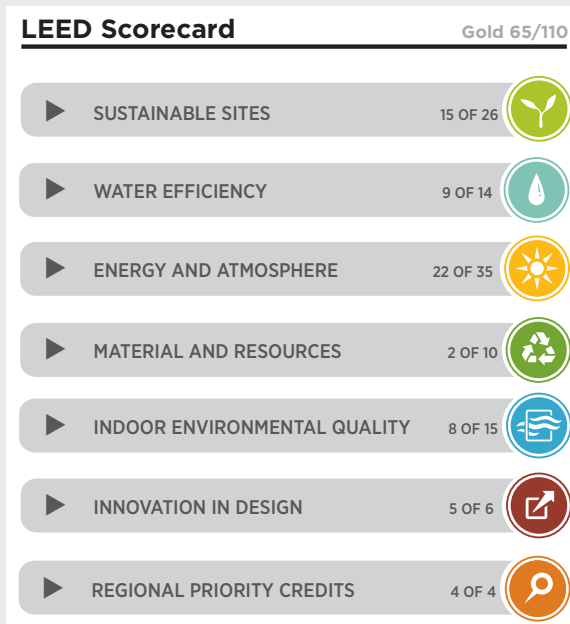 LEED Scorecard Gold 65/110
SUSTAINABLE SITES 15 OF 26
WATER EFFICIENCY 9 OF 14
ENERGY AND ATMOSPHERE 22 OF 35
MATERIAL AND RESOURCES 2 OF 10
INDOOR ENVIRONMENTAL QUALITY 8 OF 15
INNOVATION IN DESIGN 5 OF 6
REGIONAL PRIORITY CREDITS 4 OF 4